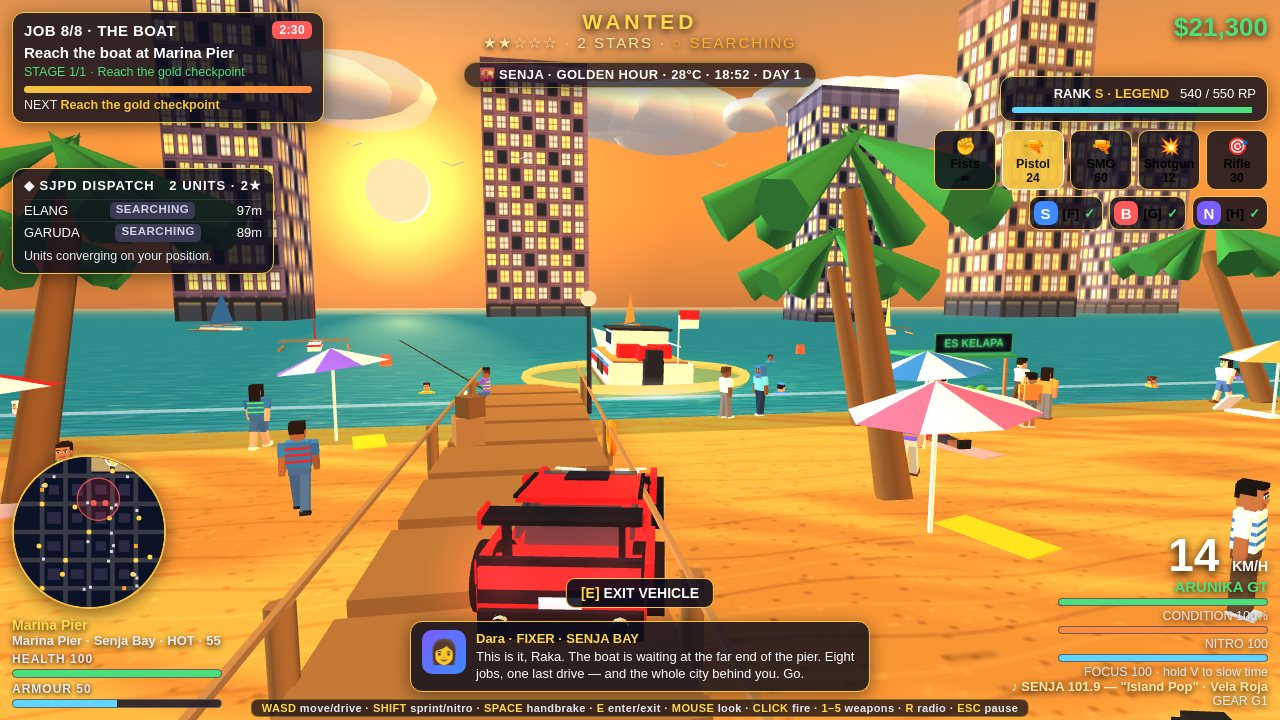 JOB 8/8 · THE BOAT 2:30
Reach the boat at Marina Pier
STAGE 1/1 · Reach the gold checkpoint
NEXT Reach the gold checkpoint
WANTED
★★☆☆☆ · 2 STARS · ○ SEARCHING
SENJA · GOLDEN HOUR · 28°C · 18:52 · DAY 1
$21,300
RANK S · LEGEND 540 / 550 RP
Fists ∞
Pistol 24
SMG 60
Shotgun 12
Rifle 30
S [F] ✓ B [G] ✓ N [H] ✓
◆ SJPD DISPATCH 2 UNITS · 2★
ELANG SEARCHING 97m
GARUDA SEARCHING 89m
Units converging on your position.
ES KELAPA
Marina Pier
Marina Pier · Senja Bay · HOT · 55
HEALTH 100
ARMOUR 50
[E] EXIT VEHICLE
Dara · FIXER · SENJA BAY
This is it, Raka. The boat is waiting at the far end of the pier. Eight
jobs, one last drive — and the whole city behind you. Go.
14 KM/H
ARUNIKA GT
CONDITION 100%
NITRO 100
FOCUS 100 · hold V to slow time
♪ SENJA 101.9 — "Island Pop" · Vela Roja
GEAR G1
WASD move/drive · SHIFT sprint/nitro · SPACE handbrake · E enter/exit · MOUSE look · CLICK fire · 1–5 weapons · R radio · ESC pause